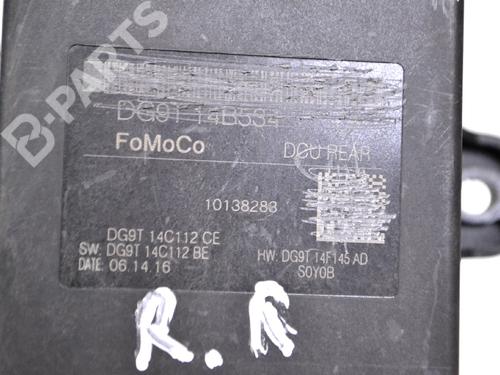 B-PARTS
DG9T 14B534
FoMoCo DCU REAR
10138283
DG9T 14C112 CE
SW: DG9T 14C112 BE HW: DG9T 14F145 AD
DATE: 06.14.16 S0Y0B
R.R